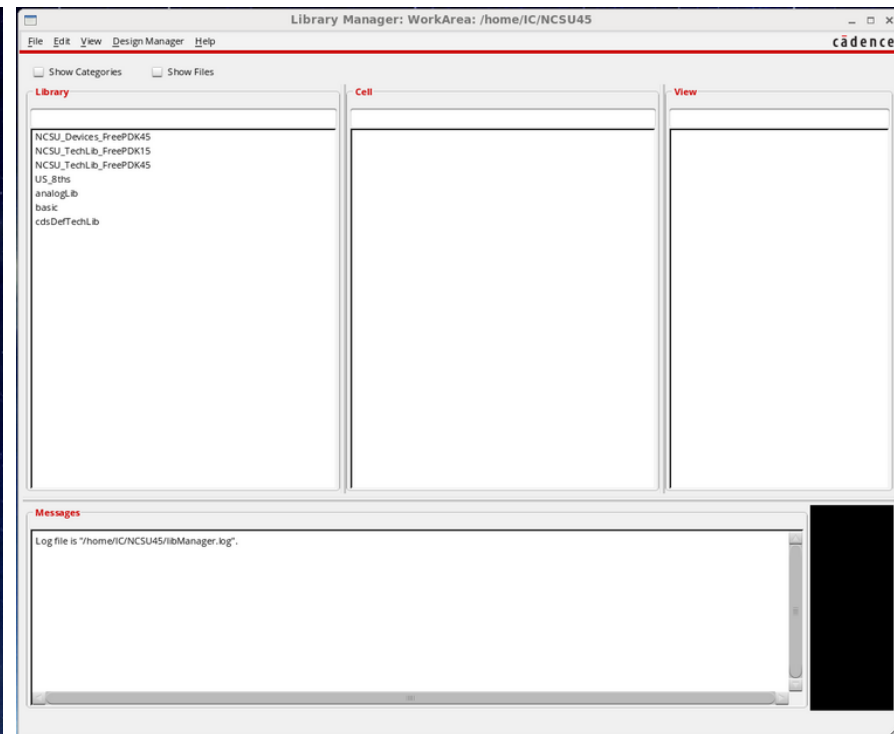 Library Manager: WorkArea: /home/IC/NCSU45
File Edit View Design Manager Help
cādence
Show Categories Show Files
Library Cell View
NCSU_Devices_FreePDK45
NCSU_TechLib_FreePDK15
NCSU_TechLib_FreePDK45
US_8ths
analogLib
basic
cdsDefTechLib
Messages
Log file is "/home/IC/NCSU45/libManager.log".